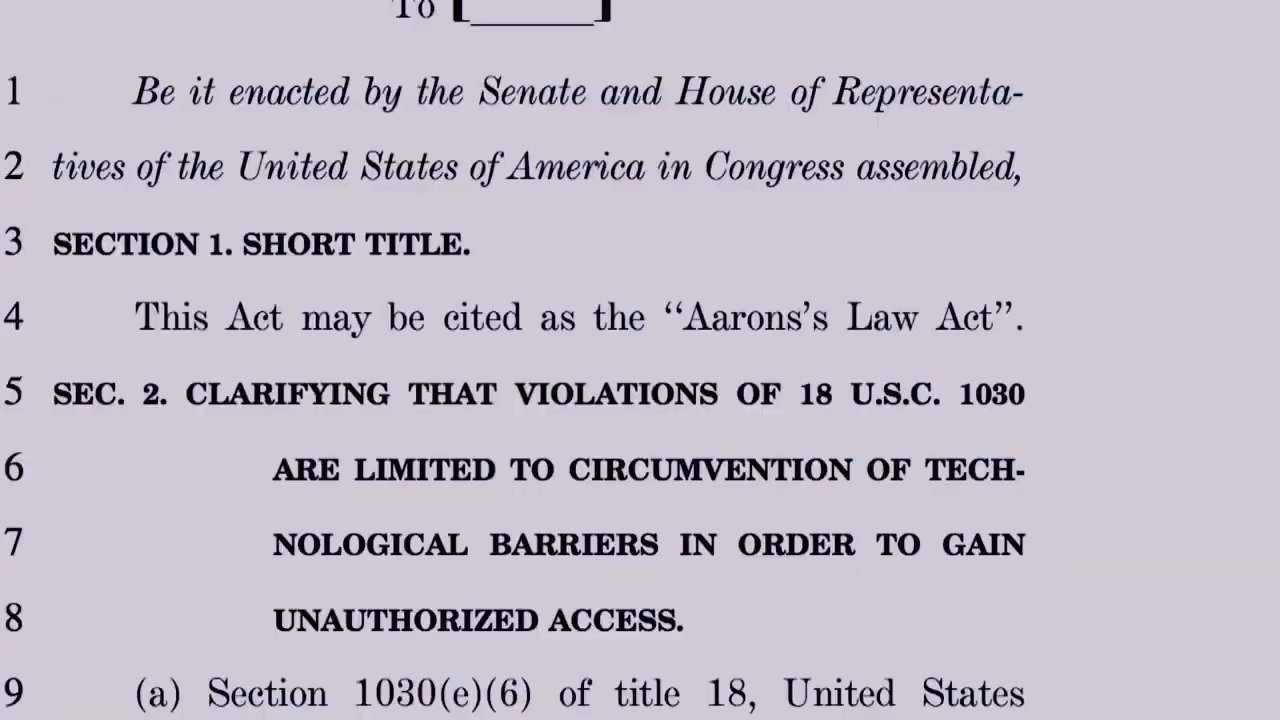 To [______]
1 Be it enacted by the Senate and House of Representa-
2 tives of the United States of America in Congress assembled,
3 SECTION 1. SHORT TITLE.
4 This Act may be cited as the ‘‘Aarons’s Law Act’’.
5 SEC. 2. CLARIFYING THAT VIOLATIONS OF 18 U.S.C. 1030
6 ARE LIMITED TO CIRCUMVENTION OF TECH-
7 NOLOGICAL BARRIERS IN ORDER TO GAIN
8 UNAUTHORIZED ACCESS.
9 (a) Section 1030(e)(6) of title 18, United States